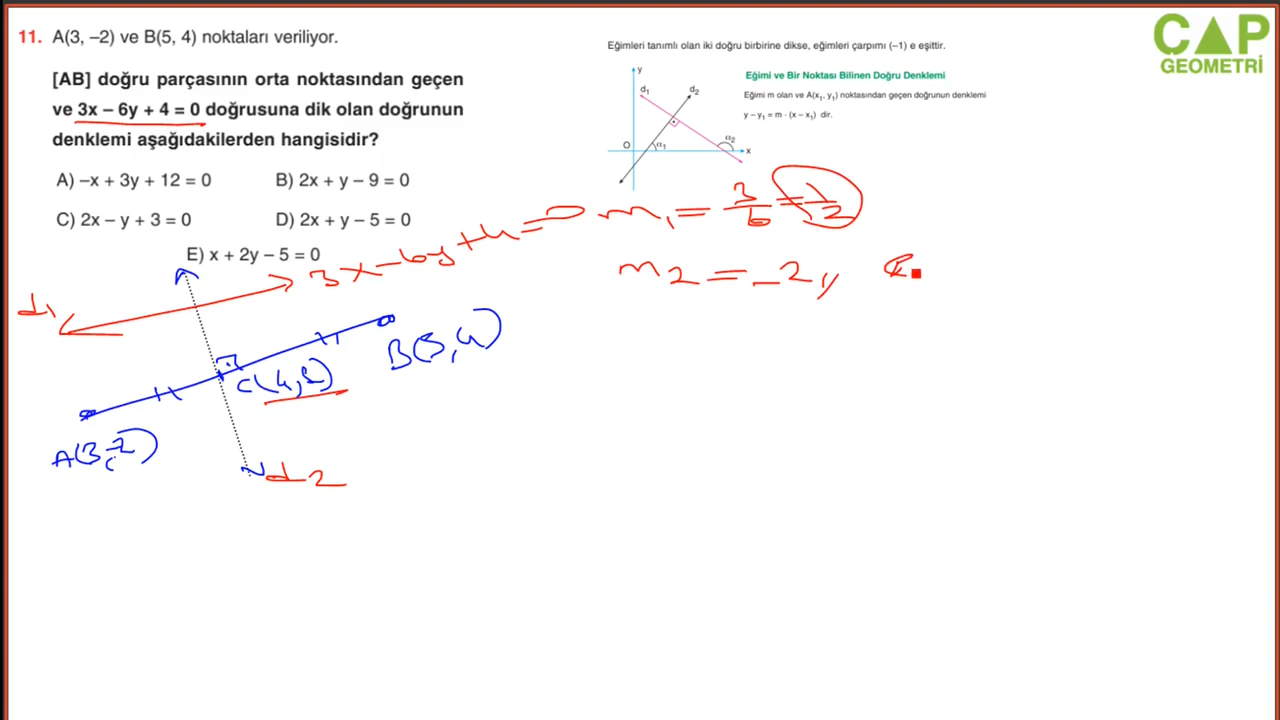 11. A(3, –2) ve B(5, 4) noktaları veriliyor.
[AB] doğru parçasının orta noktasından geçen
ve 3x – 6y + 4 = 0 doğrusuna dik olan doğrunun
denklemi aşağıdakilerden hangisidir?
A) –x + 3y + 12 = 0 B) 2x + y – 9 = 0
C) 2x – y + 3 = 0 D) 2x + y – 5 = 0
E) x + 2y – 5 = 0
ÇAP
GEOMETRİ
Eğimleri tanımlı olan iki doğru birbirine dikse, eğimleri çarpımı (–1) e eşittir.
Eğimi ve Bir Noktası Bilinen Doğru Denklemi
Eğimi m olan ve A(x₁, y₁) noktasından geçen doğrunun denklemi
y – y₁ = m · (x – x₁) dir.
y
d₁ d₂
O α₁ α₂ x
m₁ = 3/6 = 1/2
m₂ = -2,
3x - 6y + 4 = 0
d1
B(5,4)
A(3,-2)
d2